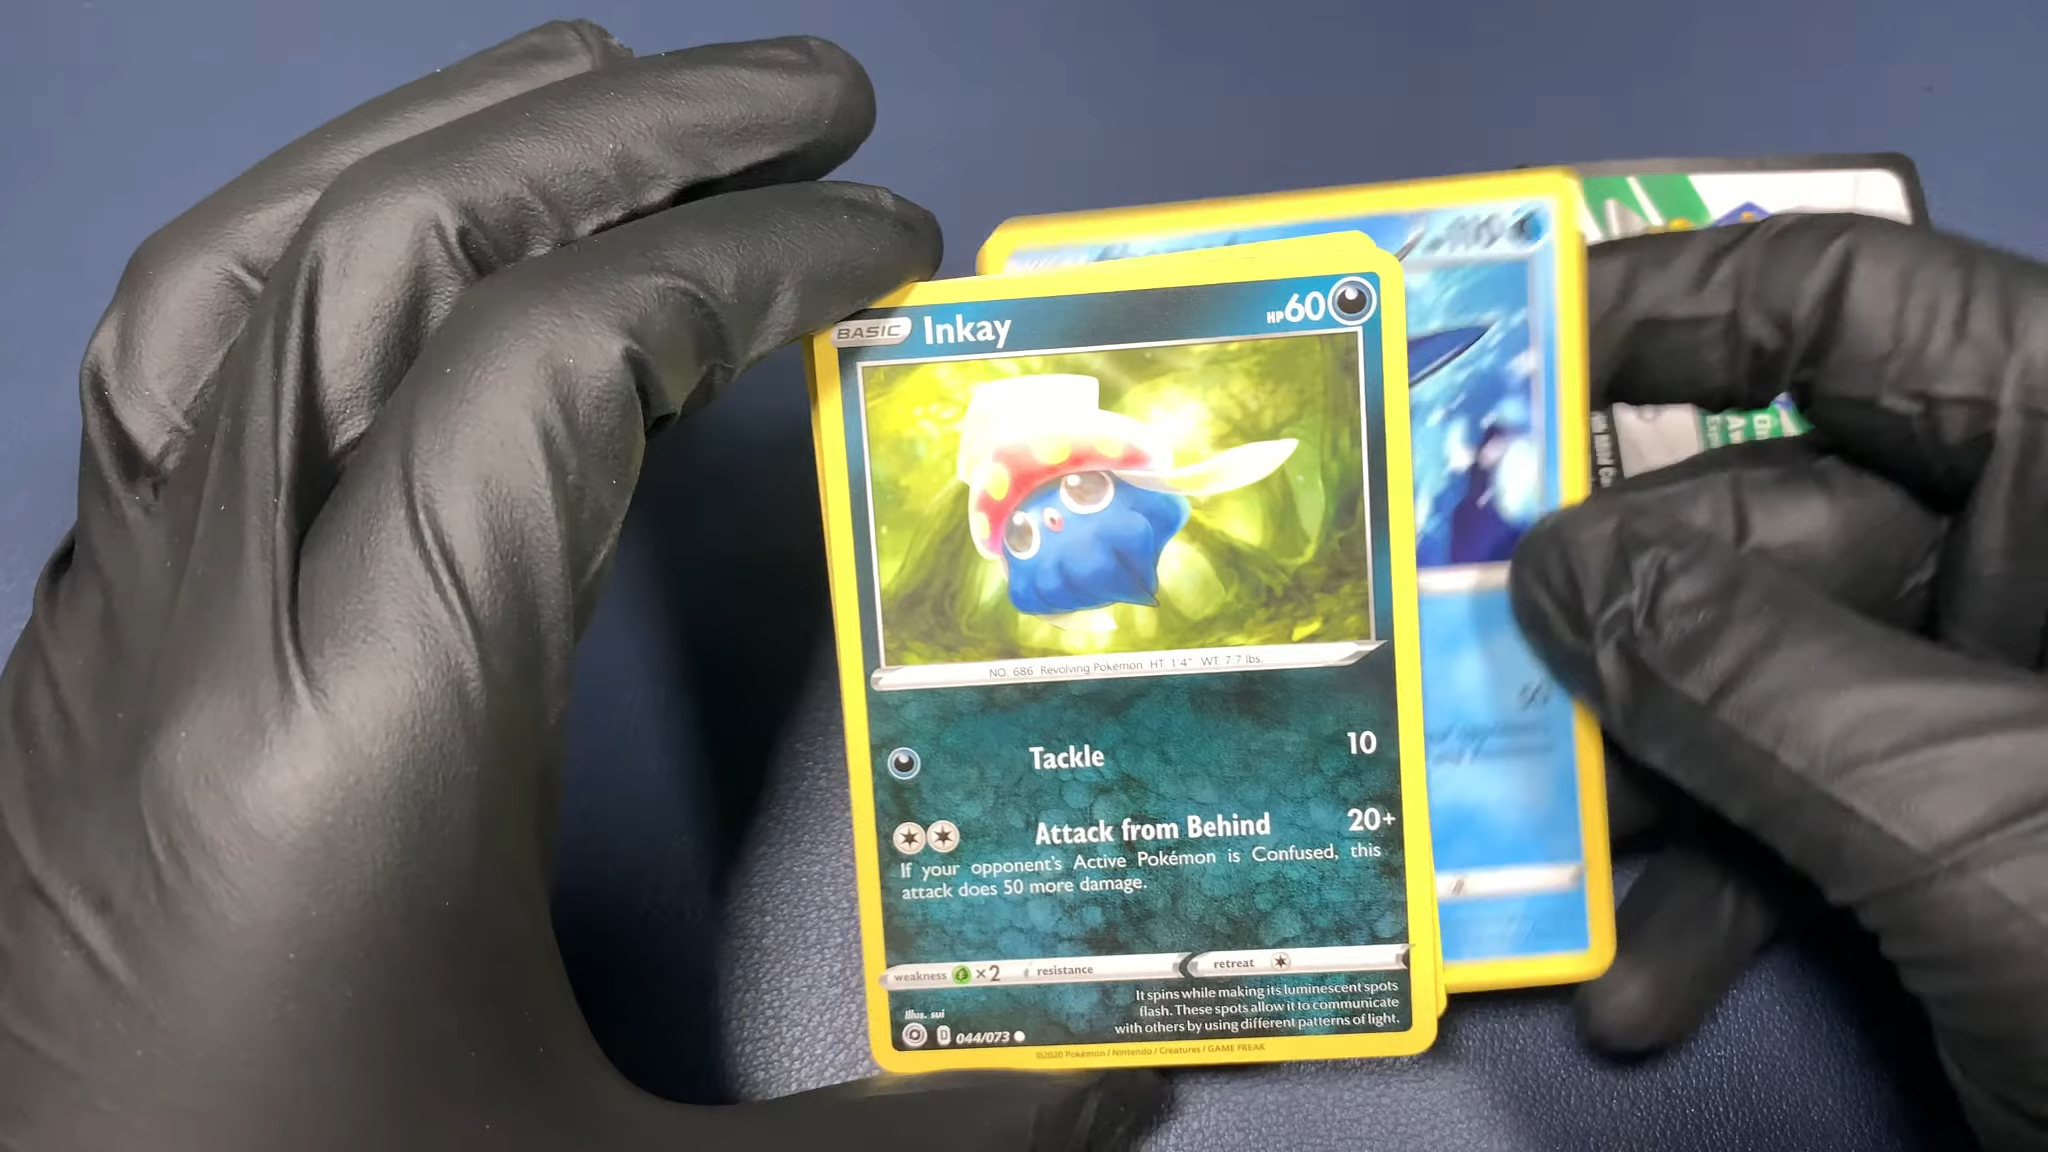 BASIC Inkay HP60
NO. 686 Revolving Pokémon HT. 1'4" WT. 7.7 lbs.
Tackle 10
Attack from Behind 20+
If your opponent's Active Pokémon is Confused, this
attack does 50 more damage.
weakness ×2 resistance retreat
It spins while making its luminescent spots
flash. These spots allow it to communicate
with others by using different patterns of light.
Illus. sui
D 044/073
©2020 Pokémon / Nintendo / Creatures / GAME FREAK